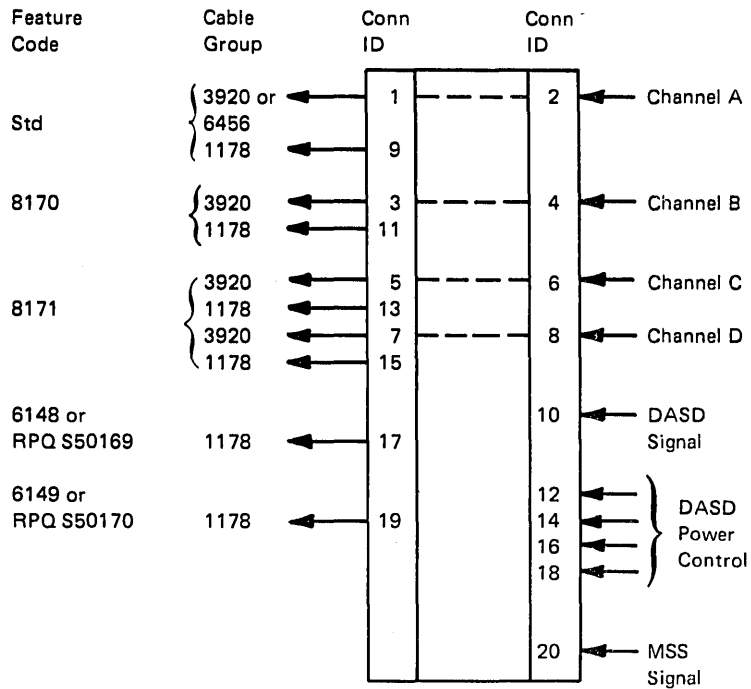 Feature Code
Cable Group
Conn ID
Conn ID
Std
3920 or
6456
1178
1
9
2
Channel A
8170
3920
1178
3
11
4
Channel B
8171
3920
1178
3920
1178
5
13
7
15
6
Channel C
8
Channel D
6148 or
RPQ S50169
1178
17
10
DASD
Signal
6149 or
RPQ S50170
1178
19
12
14
16
18
DASD
Power
Control
20
MSS
Signal